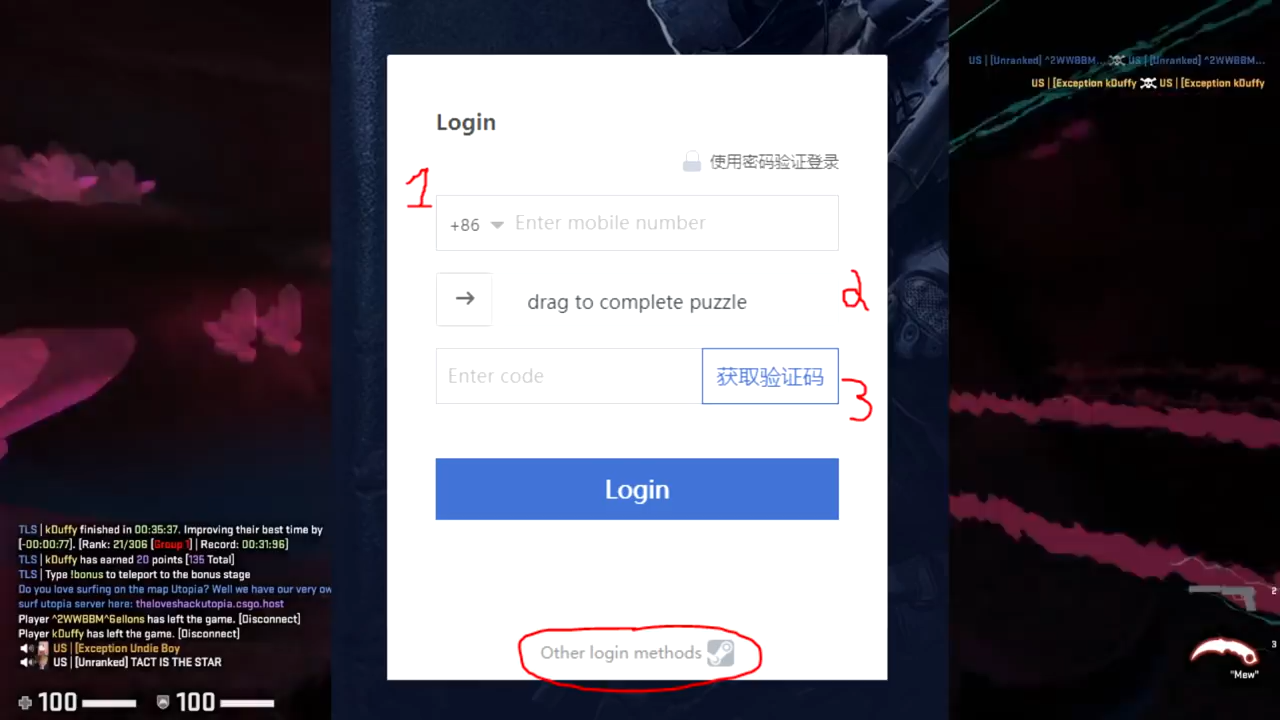 Login
使用密码验证登录
1
+86 Enter mobile number
drag to complete puzzle
2
Enter code
获取验证码
3
Login
Other login methods
US | [Unranked] ^2WWBBM... US | [Unranked] ^2WWBBM...
US | [Exception kDuffy US | [Exception kDuffy
TLS | kDuffy finished in 00:35:37. Improving their best time by
[-00:00:77]. [Rank: 21/306 [Group 1] | Record: 00:31:96]
TLS | kDuffy has earned 20 points [135 Total]
TLS | Type !bonus to teleport to the bonus stage
Do you love surfing on the map Utopia? Well we have our very ow
surf utopia server here: theloveshackutopia.csgo.host
Player ^2WWBBM^6ellons has left the game. [Disconnect]
Player kDuffy has left the game. [Disconnect]
US | [Exception Undie Boy
US | [Unranked] TACT IS THE STAR
100
100
2
3
"Mew"